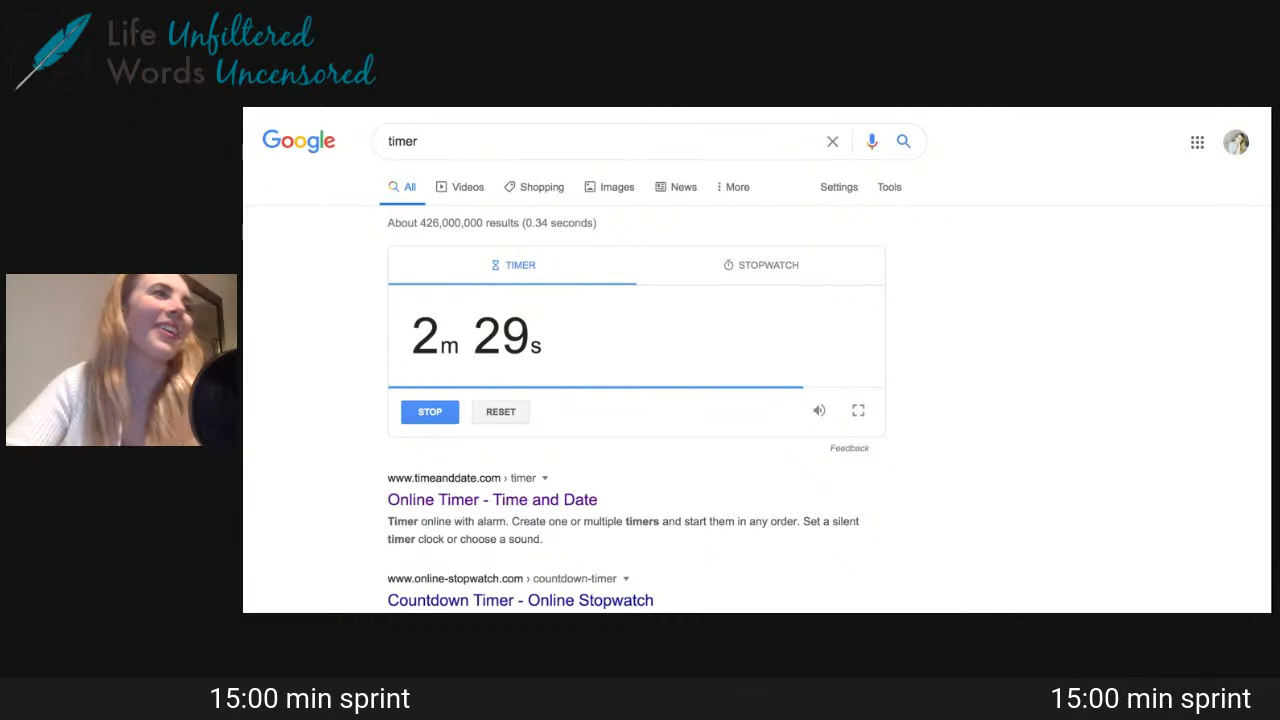 Life Unfiltered
Words Uncensored
Google
timer
All Videos Shopping Images News More Settings Tools
About 426,000,000 results (0.34 seconds)
TIMER STOPWATCH
2m 29s
STOP RESET
Feedback
www.timeanddate.com › timer
Online Timer - Time and Date
Timer online with alarm. Create one or multiple timers and start them in any order. Set a silent
timer clock or choose a sound.
www.online-stopwatch.com › countdown-timer
Countdown Timer - Online Stopwatch
15:00 min sprint 15:00 min sprint